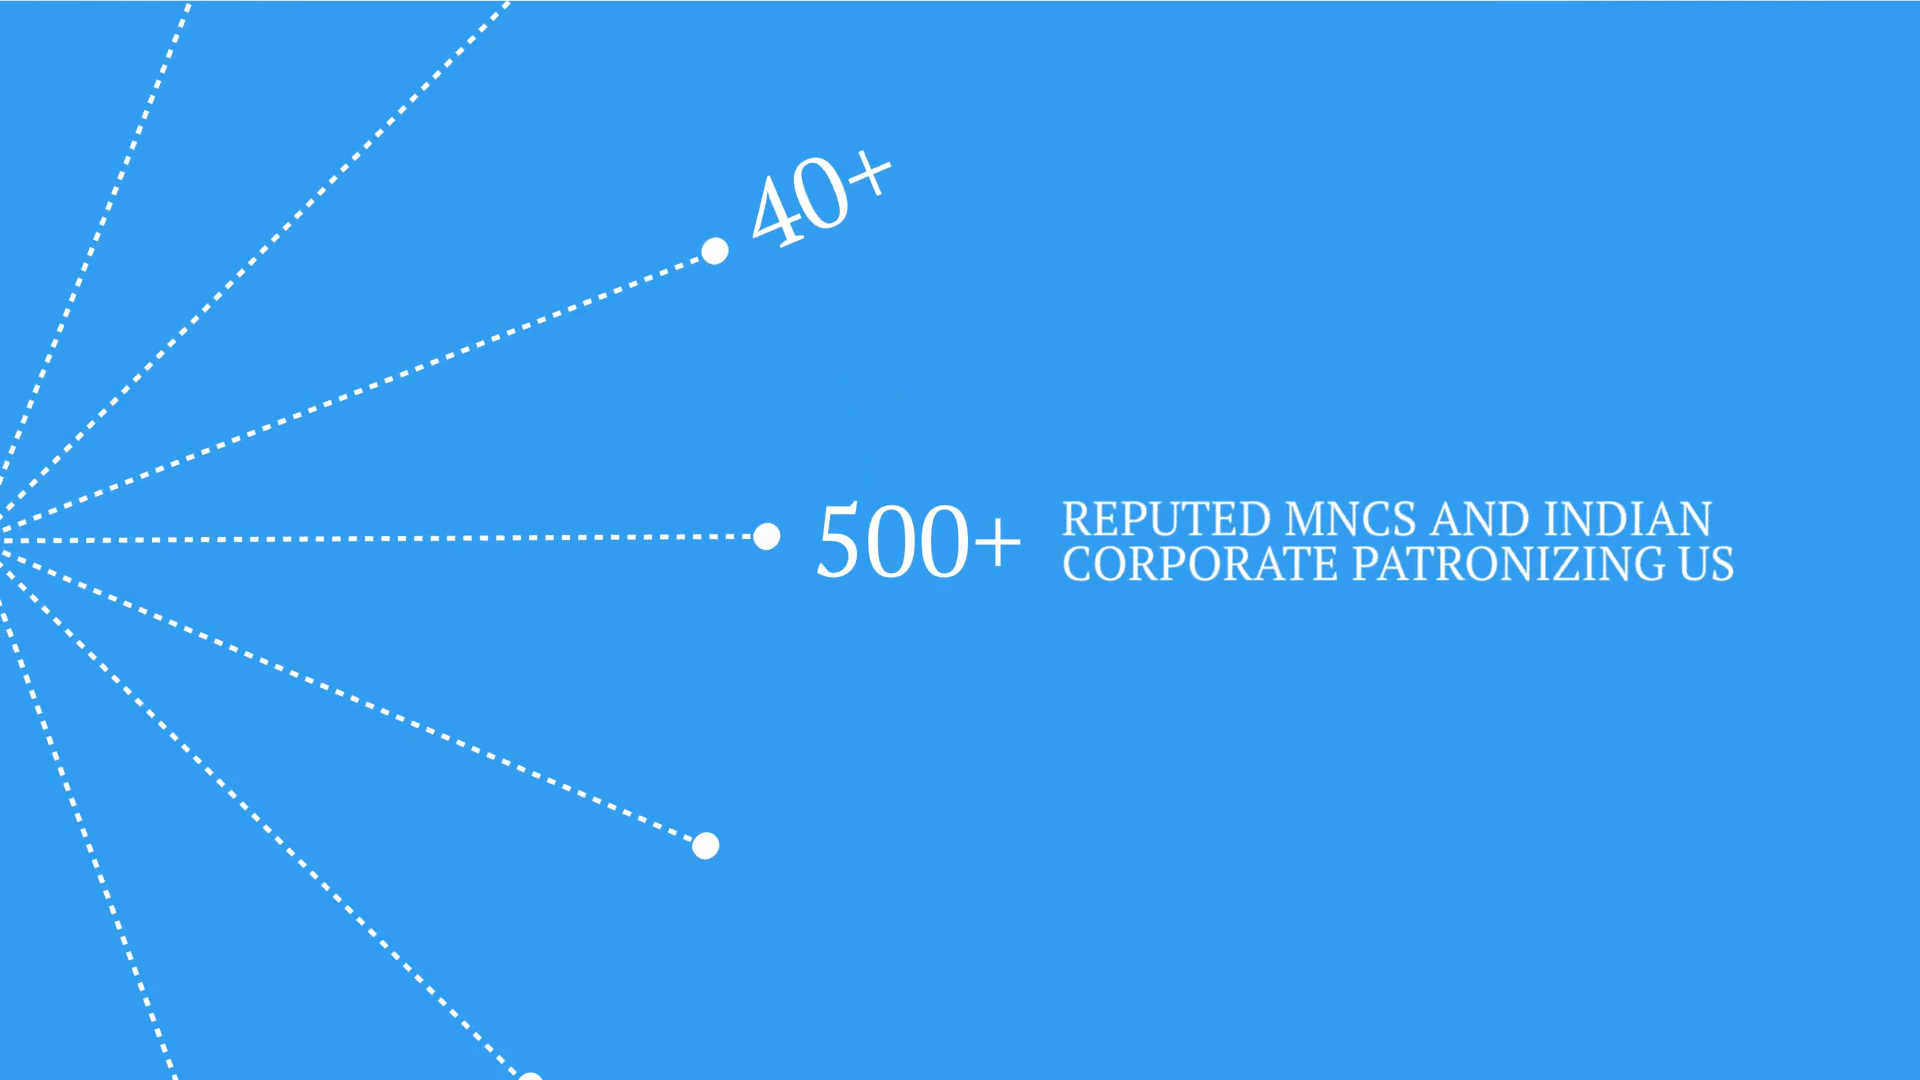 40+
500+
REPUTED MNCS AND INDIAN
CORPORATE PATRONIZING US